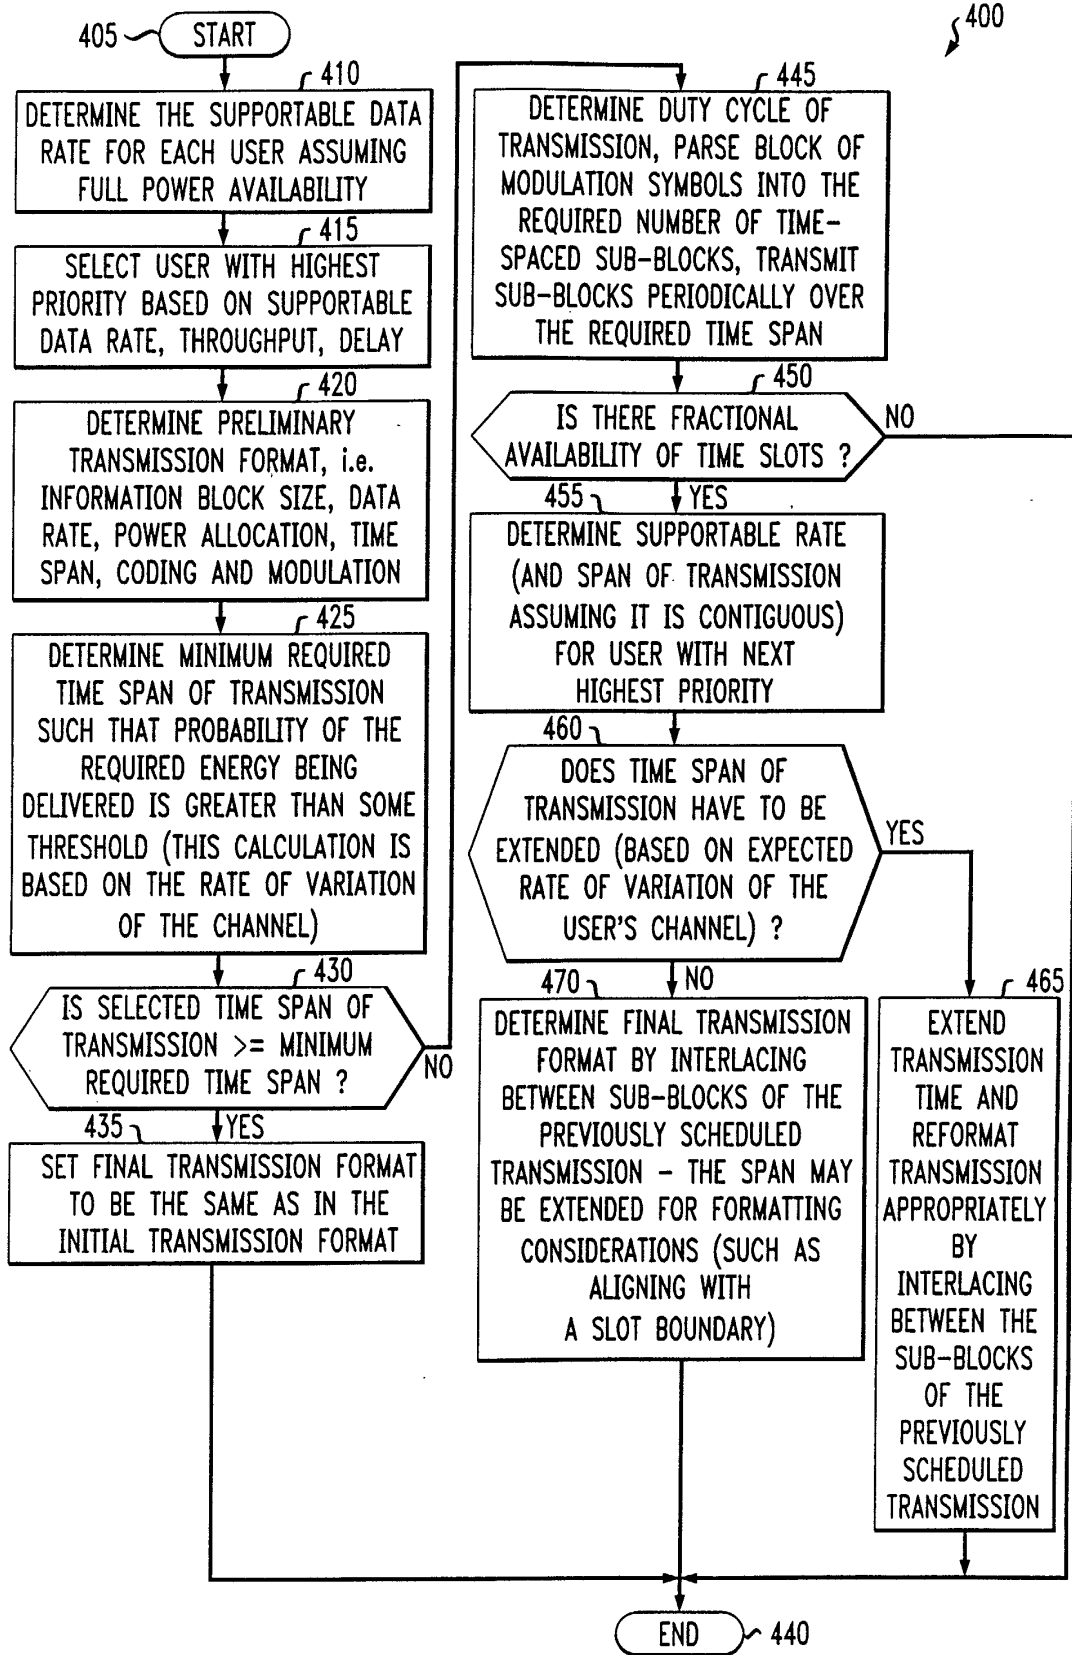 400
405
START
410
DETERMINE THE SUPPORTABLE DATA
RATE FOR EACH USER ASSUMING
FULL POWER AVAILABILITY
415
SELECT USER WITH HIGHEST
PRIORITY BASED ON SUPPORTABLE
DATA RATE, THROUGHPUT, DELAY
420
DETERMINE PRELIMINARY
TRANSMISSION FORMAT, i.e.
INFORMATION BLOCK SIZE, DATA
RATE, POWER ALLOCATION, TIME
SPAN, CODING AND MODULATION
425
DETERMINE MINIMUM REQUIRED
TIME SPAN OF TRANSMISSION
SUCH THAT PROBABILITY OF THE
REQUIRED ENERGY BEING
DELIVERED IS GREATER THAN SOME
THRESHOLD (THIS CALCULATION IS
BASED ON THE RATE OF VARIATION
OF THE CHANNEL)
430
IS SELECTED TIME SPAN OF
TRANSMISSION >= MINIMUM
REQUIRED TIME SPAN ?
NO
435
YES
SET FINAL TRANSMISSION FORMAT
TO BE THE SAME AS IN THE
INITIAL TRANSMISSION FORMAT
445
DETERMINE DUTY CYCLE OF
TRANSMISSION, PARSE BLOCK OF
MODULATION SYMBOLS INTO THE
REQUIRED NUMBER OF TIME-
SPACED SUB-BLOCKS, TRANSMIT
SUB-BLOCKS PERIODICALLY OVER
THE REQUIRED TIME SPAN
450
IS THERE FRACTIONAL
AVAILABILITY OF TIME SLOTS ?
NO
455
YES
DETERMINE SUPPORTABLE RATE
(AND SPAN OF TRANSMISSION
ASSUMING IT IS CONTIGUOUS)
FOR USER WITH NEXT
HIGHEST PRIORITY
460
DOES TIME SPAN OF
TRANSMISSION HAVE TO BE
EXTENDED (BASED ON EXPECTED
RATE OF VARIATION OF THE
USER'S CHANNEL) ?
YES
470
NO
DETERMINE FINAL TRANSMISSION
FORMAT BY INTERLACING
BETWEEN SUB-BLOCKS OF THE
PREVIOUSLY SCHEDULED
TRANSMISSION – THE SPAN MAY
BE EXTENDED FOR FORMATTING
CONSIDERATIONS (SUCH AS
ALIGNING WITH
A SLOT BOUNDARY)
465
EXTEND
TRANSMISSION
TIME AND
REFORMAT
TRANSMISSION
APPROPRIATELY
BY
INTERLACING
BETWEEN THE
SUB-BLOCKS
OF THE
PREVIOUSLY
SCHEDULED
TRANSMISSION
END
440